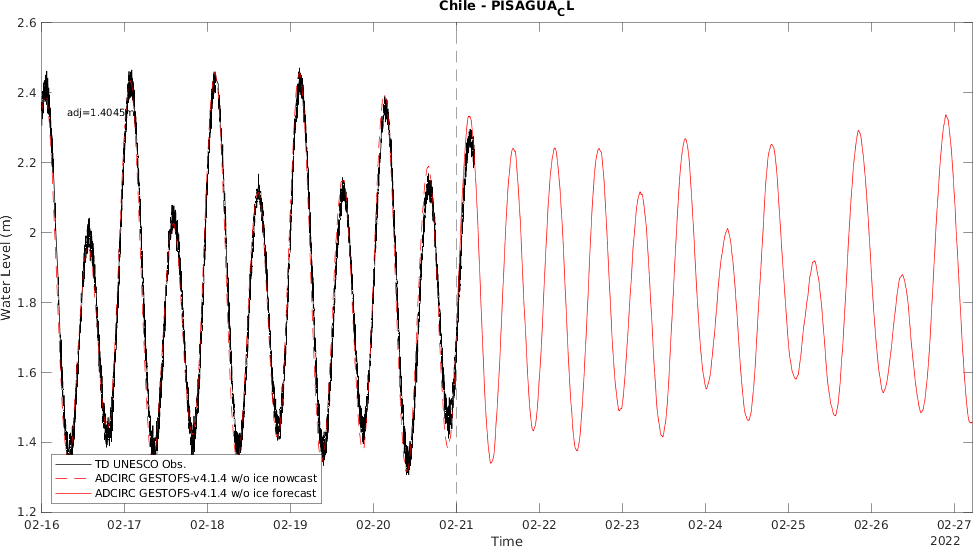 Chile - PISAGUA_CL
2.6
2.4
adj=1.4045m
2.2
2
Water Level (m)
1.8
1.6
1.4
TD UNESCO Obs.
ADCIRC GESTOFS-v4.1.4 w/o ice nowcast
ADCIRC GESTOFS-v4.1.4 w/o ice forecast
1.2
02-16 02-17 02-18 02-19 02-20 02-21 02-22 02-23 02-24 02-25 02-26 02-27
Time 2022